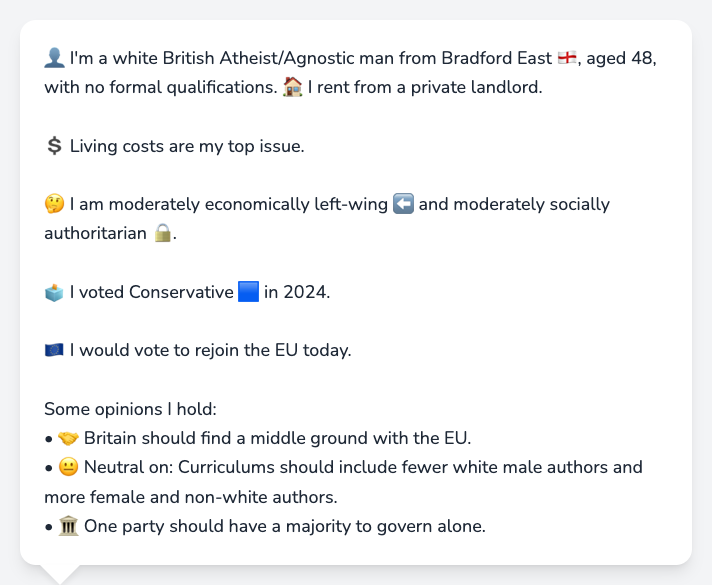 👤 I'm a white British Atheist/Agnostic man from Bradford East 🏴󠁧󠁢󠁥󠁮󠁧󠁿, aged 48,
with no formal qualifications. 🏠 I rent from a private landlord.
💲 Living costs are my top issue.
🤔 I am moderately economically left-wing ⬅️ and moderately socially
authoritarian 🔒.
🗳️ I voted Conservative 🟦 in 2024.
🇪🇺 I would vote to rejoin the EU today.
Some opinions I hold:
• 🤝 Britain should find a middle ground with the EU.
• 😐 Neutral on: Curriculums should include fewer white male authors and
more female and non-white authors.
• 🏛️ One party should have a majority to govern alone.